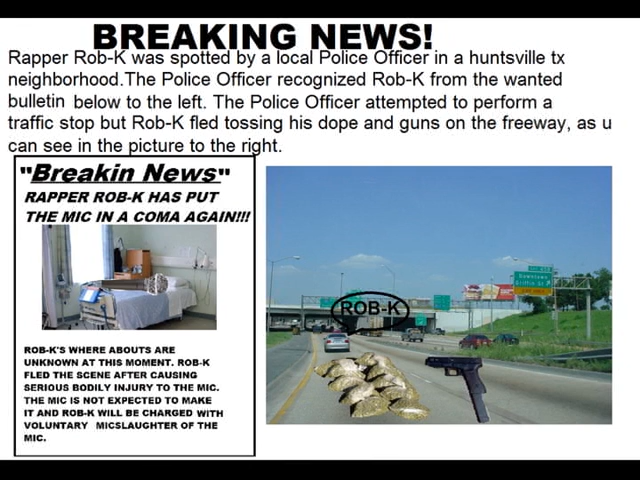 BREAKING NEWS!
Rapper Rob-K was spotted by a local Police Officer in a huntsville tx
neighborhood.The Police Officer recognized Rob-K from the wanted
bulletin below to the left. The Police Officer attempted to perform a
traffic stop but Rob-K fled tossing his dope and guns on the freeway, as u
can see in the picture to the right.
"Breakin News"
RAPPER ROB-K HAS PUT
THE MIC IN A COMA AGAIN!!!
ROB-K'S WHERE ABOUTS ARE
UNKNOWN AT THIS MOMENT. ROB-K
FLED THE SCENE AFTER CAUSING
SERIOUS BODILY INJURY TO THE MIC.
THE MIC IS NOT EXPECTED TO MAKE
IT AND ROB-K WILL BE CHARGED WITH
VOLUNTARY MICSLAUGHTER OF THE
MIC.
ROB-K
Downtown
Griffin St